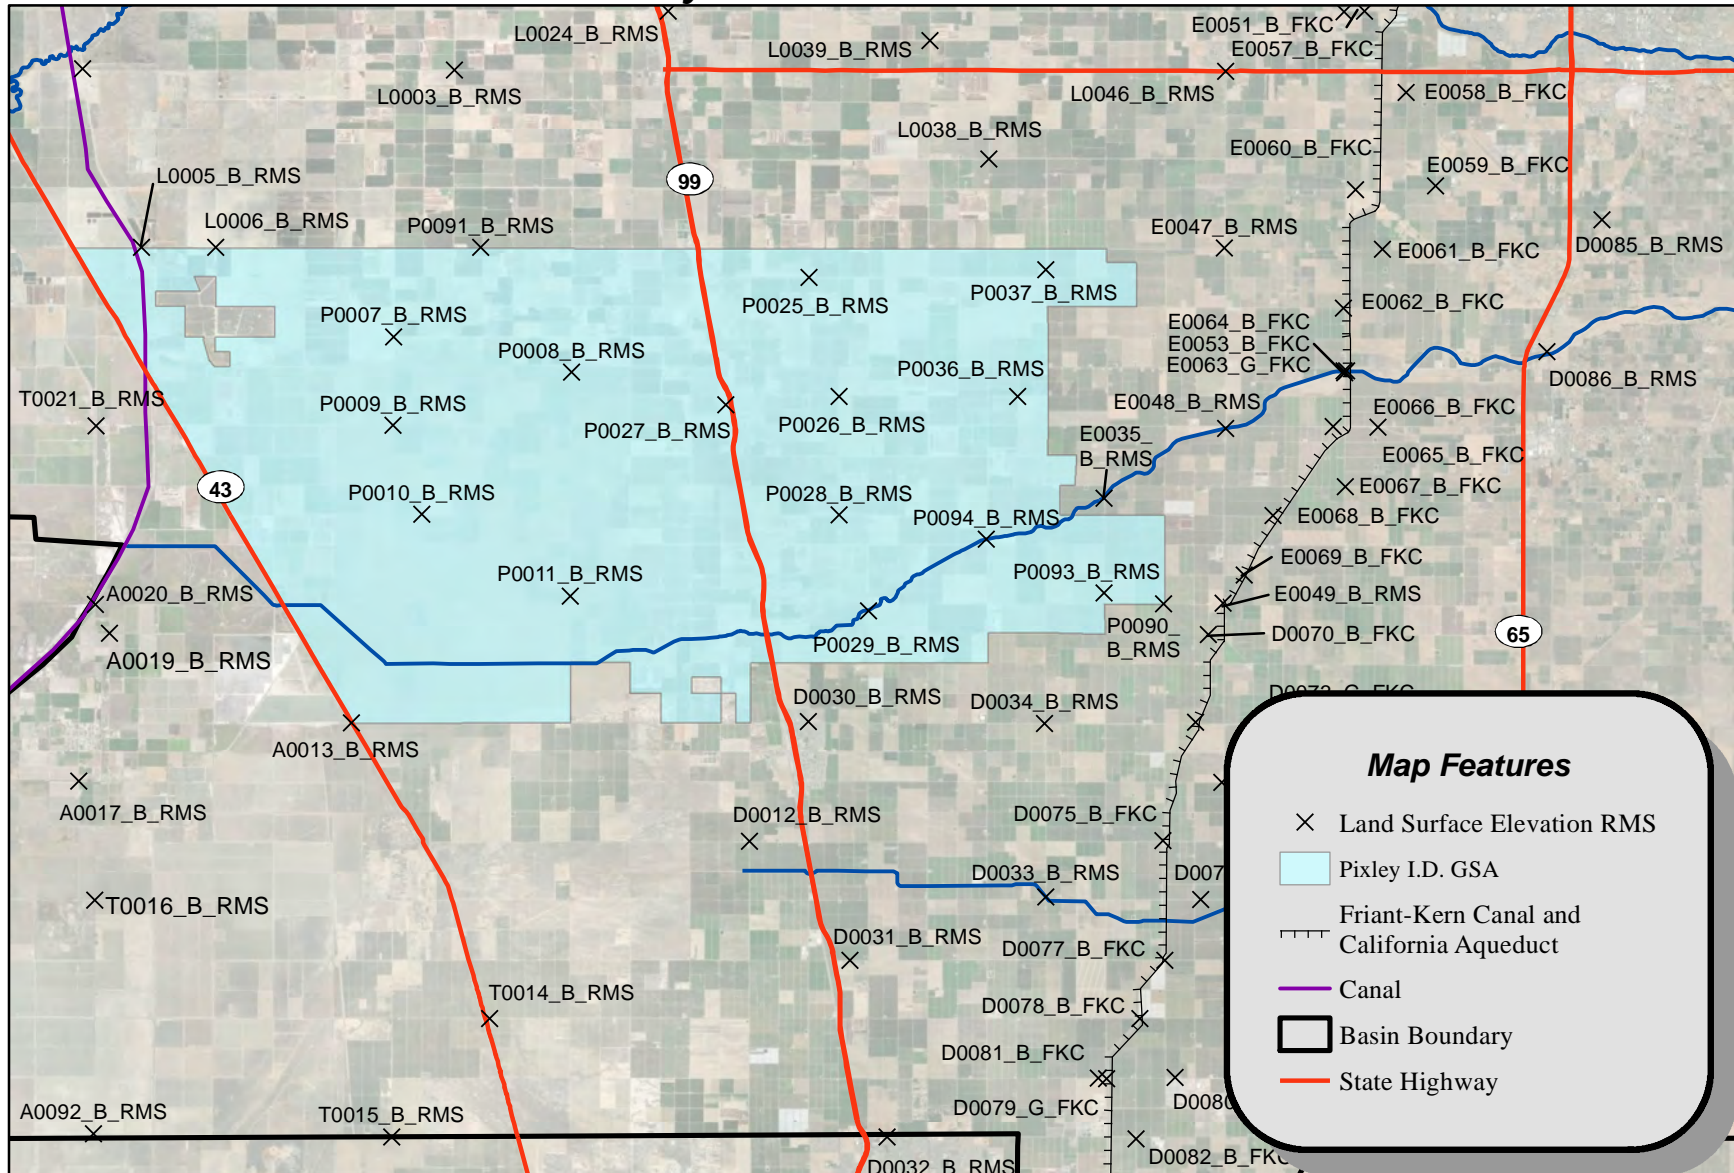 L0024_B_RMS
L0039_B_RMS
E0051_B_FKC
E0057_B_FKC
L0003_B_RMS
L0046_B_RMS
E0058_B_FKC
L0038_B_RMS
E0060_B_FKC
E0059_B_FKC
L0005_B_RMS
99
L0006_B_RMS
P0091_B_RMS
E0047_B_RMS
E0061_B_FKC
D0085_B_RMS
P0025_B_RMS
P0037_B_RMS
E0062_B_FKC
P0007_B_RMS
E0064_B_FKC
E0053_B_FKC
E0063_G_FKC
P0008_B_RMS
P0036_B_RMS
D0086_B_RMS
T0021_B_RMS
P0009_B_RMS
P0027_B_RMS
P0026_B_RMS
E0048_B_RMS
E0066_B_FKC
E0035_
B_RMS
E0065_B_FKC
43
P0010_B_RMS
P0028_B_RMS
E0067_B_FKC
P0094_B_RMS
E0068_B_FKC
P0011_B_RMS
P0093_B_RMS
E0069_B_FKC
A0020_B_RMS
E0049_B_RMS
P0029_B_RMS
P0090_
B_RMS
D0070_B_FKC
65
A0019_B_RMS
D0030_B_RMS
D0034_B_RMS
A0013_B_RMS
A0017_B_RMS
D0012_B_RMS
D0075_B_FKC
T0016_B_RMS
D0033_B_RMS
D007
D0031_B_RMS
D0077_B_FKC
T0014_B_RMS
D0078_B_FKC
D0081_B_FKC
D0079_G_FKC
D0080
A0092_B_RMS
T0015_B_RMS
D0032_B_RMS
D0082_B_FKC
Map Features
Land Surface Elevation RMS
Pixley I.D. GSA
Friant-Kern Canal and
California Aqueduct
Canal
Basin Boundary
State Highway